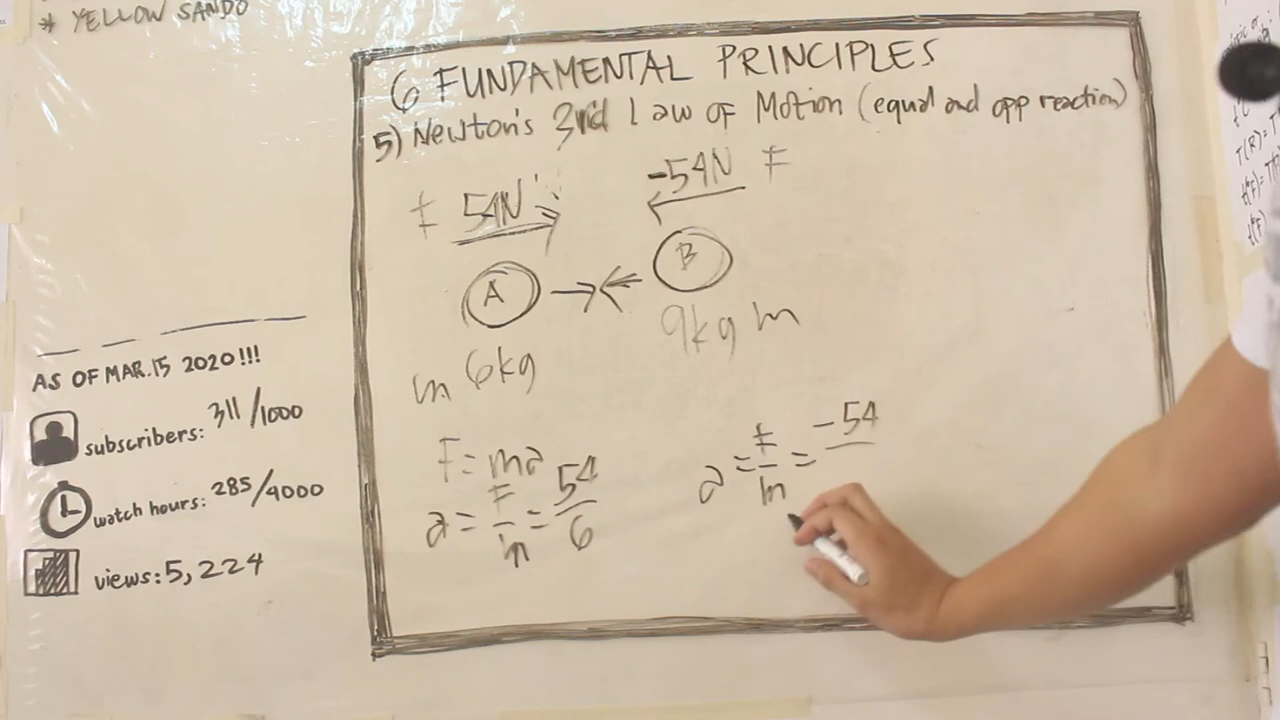 * YELLOW SANDO
6 FUNDAMENTAL PRINCIPLES
5) Newton's 3rd Law OF Motion (equal and opp reaction)
F 54N
-54N F
A
B
9kg m
m 6kg
F = ma
a = F/m = 54/6
a = F/m = -54
AS OF MAR.15 2020!!!
subscribers: 311/1000
watch hours: 285/4000
views: 5,224
T(R) = T
t(°F) = T(R
t(°F)